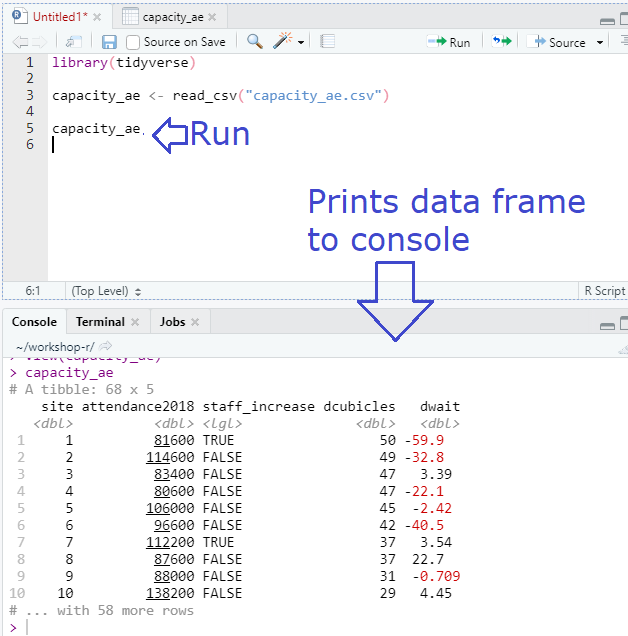 Untitled1* × capacity_ae ×
Source on Save Run Source
1 library(tidyverse)
2
3 capacity_ae <- read_csv("capacity_ae.csv")
4
5 capacity_ae
6
Run
Prints data frame
to console
6:1 (Top Level) R Script
Console Terminal × Jobs ×
~/workshop-r/
> View(capacity_ae)
> capacity_ae
# A tibble: 68 x 5
site attendance2018 staff_increase dcubicles dwait
<dbl> <dbl> <lgl> <dbl> <dbl>
1 1 81600 TRUE 50 -59.9
2 2 114600 FALSE 49 -32.8
3 3 83400 FALSE 47 3.39
4 4 80600 FALSE 47 -22.1
5 5 106000 FALSE 45 -2.42
6 6 96600 FALSE 42 -40.5
7 7 112200 TRUE 37 3.54
8 8 87600 FALSE 37 22.7
9 9 88000 FALSE 31 -0.709
10 10 138200 FALSE 29 4.45
# ... with 58 more rows
>